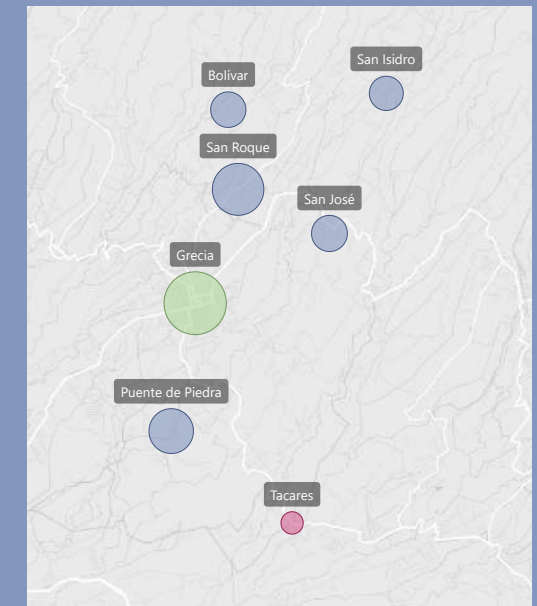 San Isidro
Bolívar
San Roque
San José
Grecia
Puente de Piedra
Tacares